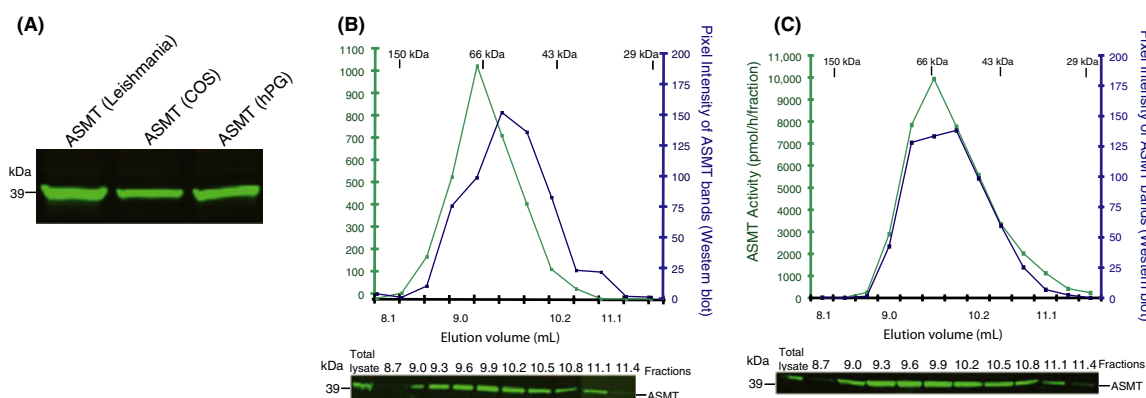 (A)
ASMT (Leishmania)
ASMT (COS)
ASMT (hPG)
kDa
39
(B)
150 kDa
66 kDa
43 kDa
29 kDa
1100
1000
900
800
700
600
500
400
300
200
100
0
200
175
150
125
100
75
50
25
0
Pixel Intensity of ASMT bands (Western blot)
8.1
9.0
10.2
11.1
Elution volume (mL)
kDa
Total lysate
8.7 9.0 9.3 9.6 9.9 10.2 10.5 10.8 11.1 11.4 Fractions
39
ASMT
(C)
ASMT Activity (pmol/h/fraction)
11,000
10,000
9000
8000
7000
6000
5000
4000
3000
2000
1000
0
150 kDa
66 kDa
43 kDa
29 kDa
200
175
150
125
100
75
50
25
0
Pixel Intensity of ASMT bands (Western blot)
8.1
9.0
10.2
11.1
Elution volume (mL)
kDa
Total
lysate 8.7 9.0 9.3 9.6 9.9 10.2 10.5 10.8 11.1 11.4
Fractions
39
ASMT